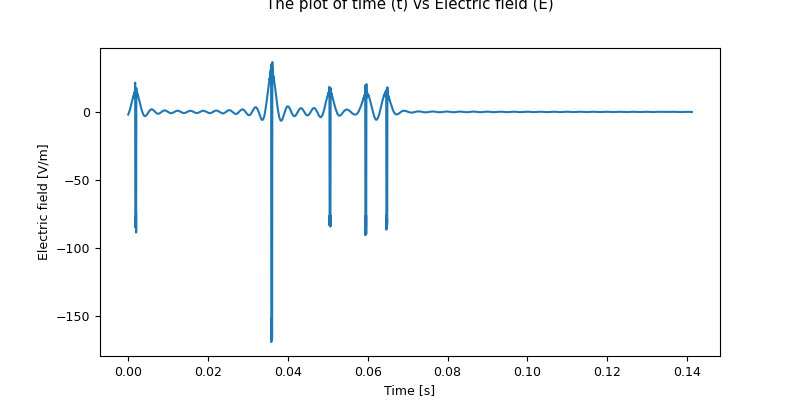 The plot of time (t) vs Electric field (E)
0
−50
−100
−150
Electric field [V/m]
0.00 0.02 0.04 0.06 0.08 0.10 0.12 0.14
Time [s]